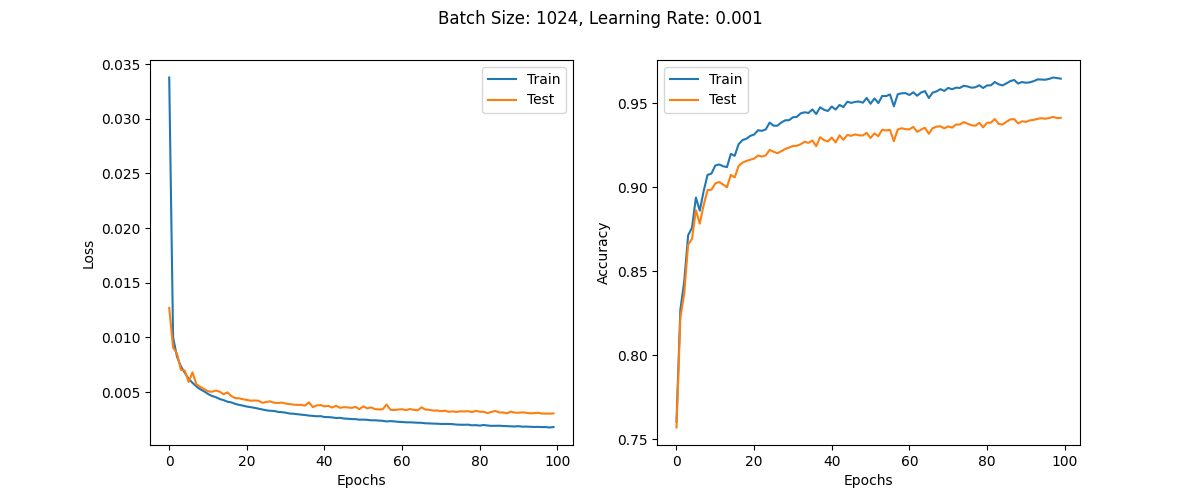 Batch Size: 1024, Learning Rate: 0.001
0.035
0.030
0.025
0.020
0.015
0.010
0.005
Loss
0 20 40 60 80 100
Epochs
Train
Test
0.95
0.90
0.85
0.80
0.75
Accuracy
0 20 40 60 80 100
Epochs
Train
Test